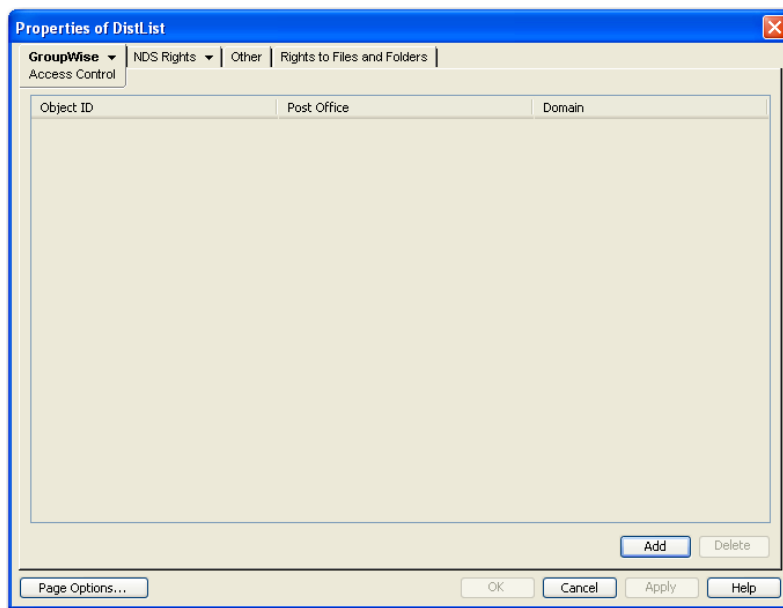 Properties of DistList
GroupWise NDS Rights Other Rights to Files and Folders
Access Control
Object ID Post Office Domain
Add Delete
Page Options... OK Cancel Apply Help